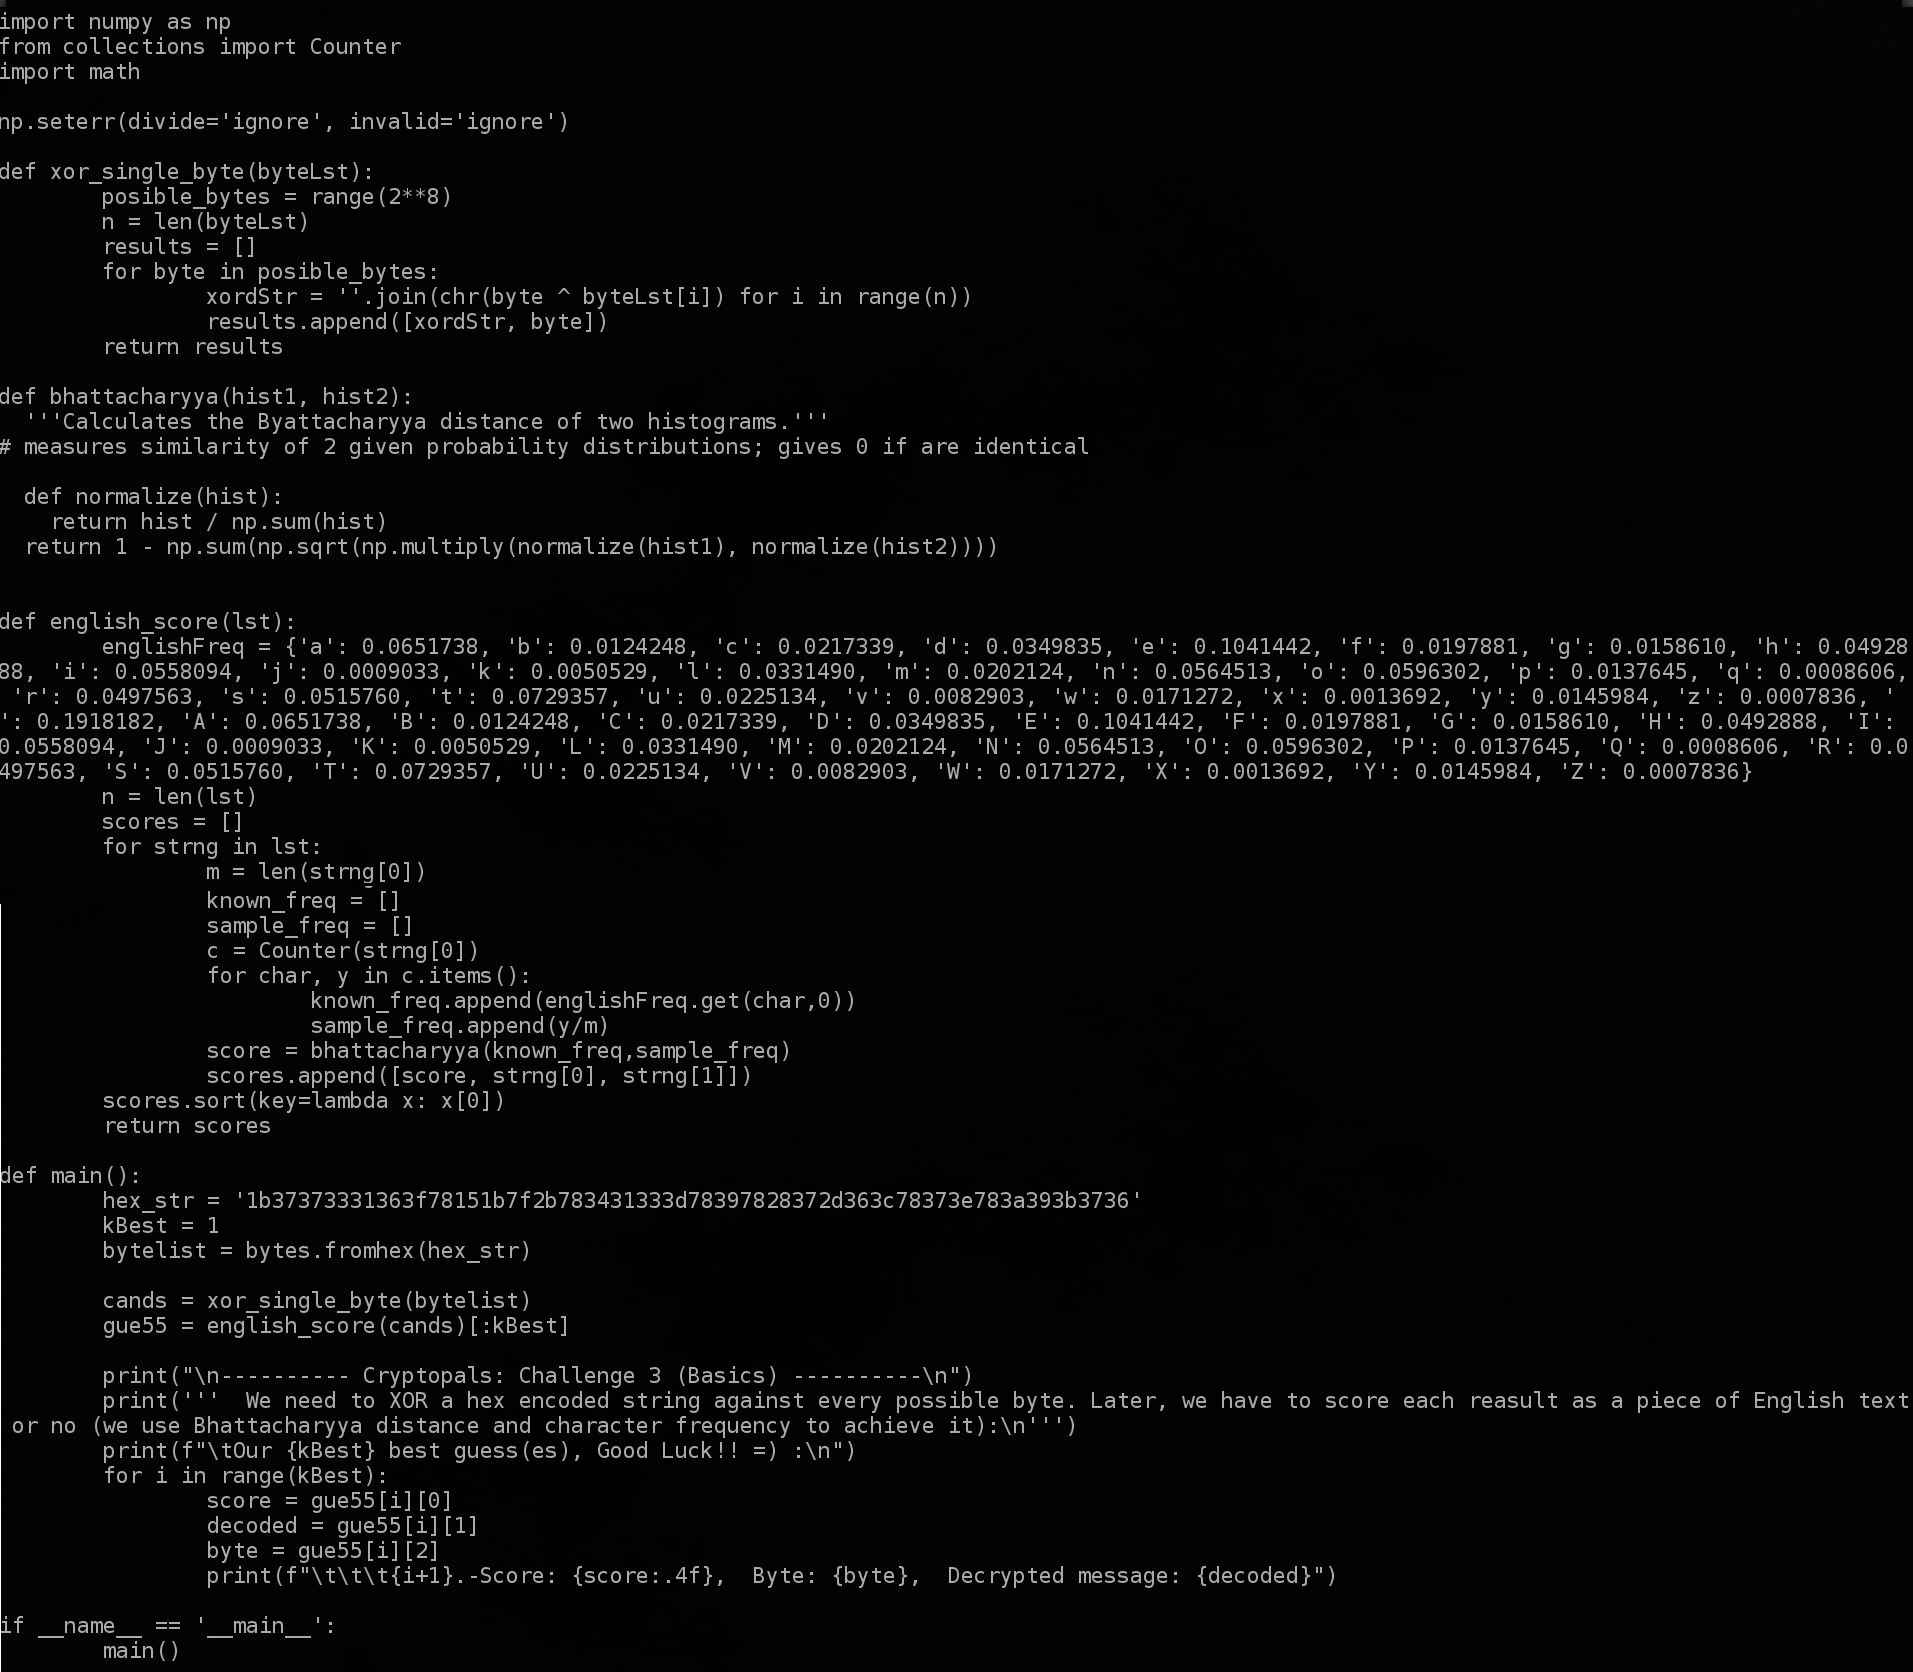 import numpy as np
from collections import Counter
import math
np.seterr(divide='ignore', invalid='ignore')
def xor_single_byte(byteLst):
posible_bytes = range(2**8)
n = len(byteLst)
results = []
for byte in posible_bytes:
xordStr = ''.join(chr(byte ^ byteLst[i]) for i in range(n))
results.append([xordStr, byte])
return results
def bhattacharyya(hist1, hist2):
'''Calculates the Byattacharyya distance of two histograms.'''
# measures similarity of 2 given probability distributions; gives 0 if are identical
def normalize(hist):
return hist / np.sum(hist)
return 1 - np.sum(np.sqrt(np.multiply(normalize(hist1), normalize(hist2))))
def english_score(lst):
englishFreq = {'a': 0.0651738, 'b': 0.0124248, 'c': 0.0217339, 'd': 0.0349835, 'e': 0.1041442, 'f': 0.0197881, 'g': 0.0158610, 'h': 0.04928
88, 'i': 0.0558094, 'j': 0.0009033, 'k': 0.0050529, 'l': 0.0331490, 'm': 0.0202124, 'n': 0.0564513, 'o': 0.0596302, 'p': 0.0137645, 'q': 0.0008606,
'r': 0.0497563, 's': 0.0515760, 't': 0.0729357, 'u': 0.0225134, 'v': 0.0082903, 'w': 0.0171272, 'x': 0.0013692, 'y': 0.0145984, 'z': 0.0007836, '
': 0.1918182, 'A': 0.0651738, 'B': 0.0124248, 'C': 0.0217339, 'D': 0.0349835, 'E': 0.1041442, 'F': 0.0197881, 'G': 0.0158610, 'H': 0.0492888, 'I':
0.0558094, 'J': 0.0009033, 'K': 0.0050529, 'L': 0.0331490, 'M': 0.0202124, 'N': 0.0564513, 'O': 0.0596302, 'P': 0.0137645, 'Q': 0.0008606, 'R': 0.0
497563, 'S': 0.0515760, 'T': 0.0729357, 'U': 0.0225134, 'V': 0.0082903, 'W': 0.0171272, 'X': 0.0013692, 'Y': 0.0145984, 'Z': 0.0007836}
n = len(lst)
scores = []
for strng in lst:
m = len(strng[0])
known_freq = []
sample_freq = []
c = Counter(strng[0])
for char, y in c.items():
known_freq.append(englishFreq.get(char,0))
sample_freq.append(y/m)
score = bhattacharyya(known_freq,sample_freq)
scores.append([score, strng[0], strng[1]])
scores.sort(key=lambda x: x[0])
return scores
def main():
hex_str = '1b37373331363f78151b7f2b783431333d78397828372d363c78373e783a393b3736'
kBest = 1
bytelist = bytes.fromhex(hex_str)
cands = xor_single_byte(bytelist)
gue55 = english_score(cands)[:kBest]
print("\n---------- Cryptopals: Challenge 3 (Basics) ----------\n")
print('''  We need to XOR a hex encoded string against every possible byte. Later, we have to score each reasult as a piece of English text
or no (we use Bhattacharyya distance and character frequency to achieve it):\n''')
print(f"\tOur {kBest} best guess(es), Good Luck!! =) :\n")
for i in range(kBest):
score = gue55[i][0]
decoded = gue55[i][1]
byte = gue55[i][2]
print(f"\t\t\t{i+1}.-Score: {score:.4f},  Byte: {byte},  Decrypted message: {decoded}")
if __name__ == '__main__':
main()